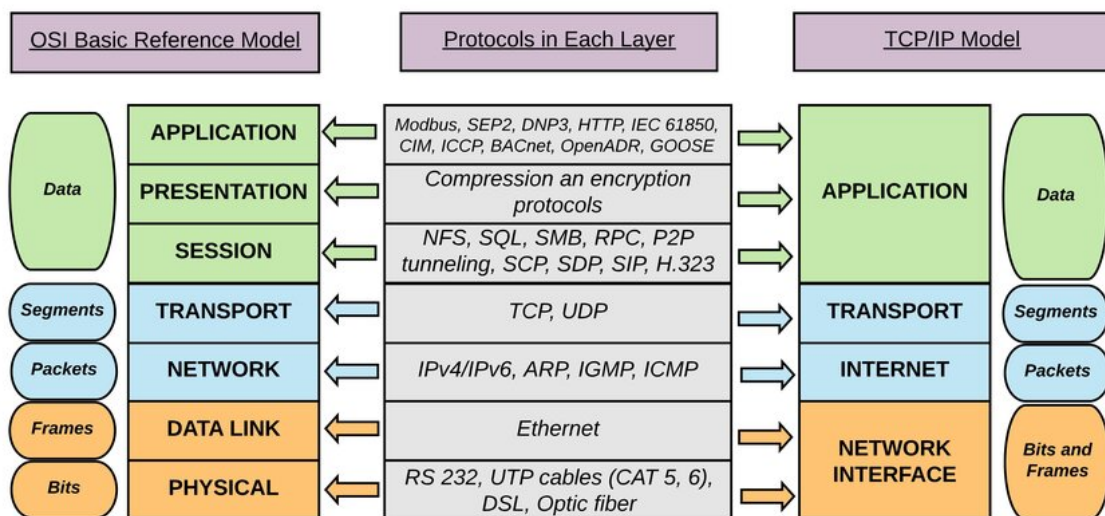 OSI Basic Reference Model
Protocols in Each Layer
TCP/IP Model
Data
APPLICATION
Modbus, SEP2, DNP3, HTTP, IEC 61850,
CIM, ICCP, BACnet, OpenADR, GOOSE
PRESENTATION
Compression an encryption
protocols
SESSION
NFS, SQL, SMB, RPC, P2P
tunneling, SCP, SDP, SIP, H.323
APPLICATION
Data
Segments
TRANSPORT
TCP, UDP
TRANSPORT
Segments
Packets
NETWORK
IPv4/IPv6, ARP, IGMP, ICMP
INTERNET
Packets
Frames
DATA LINK
Ethernet
Bits
PHYSICAL
RS 232, UTP cables (CAT 5, 6),
DSL, Optic fiber
NETWORK
INTERFACE
Bits and
Frames